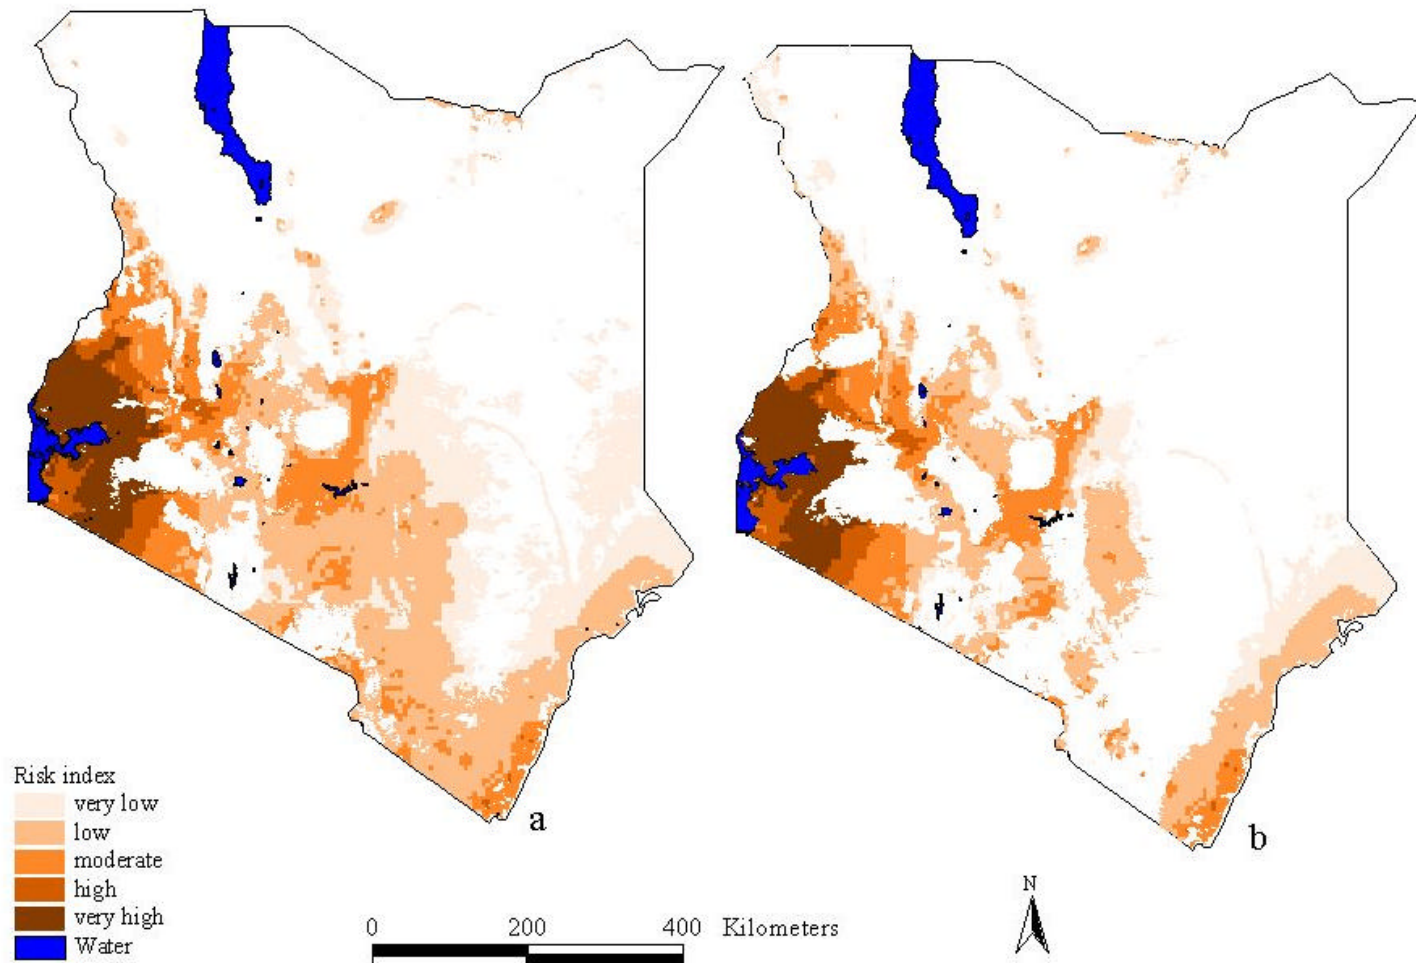 a
b
Risk index
very low
low
moderate
high
very high
Water
0 200 400 Kilometers
N